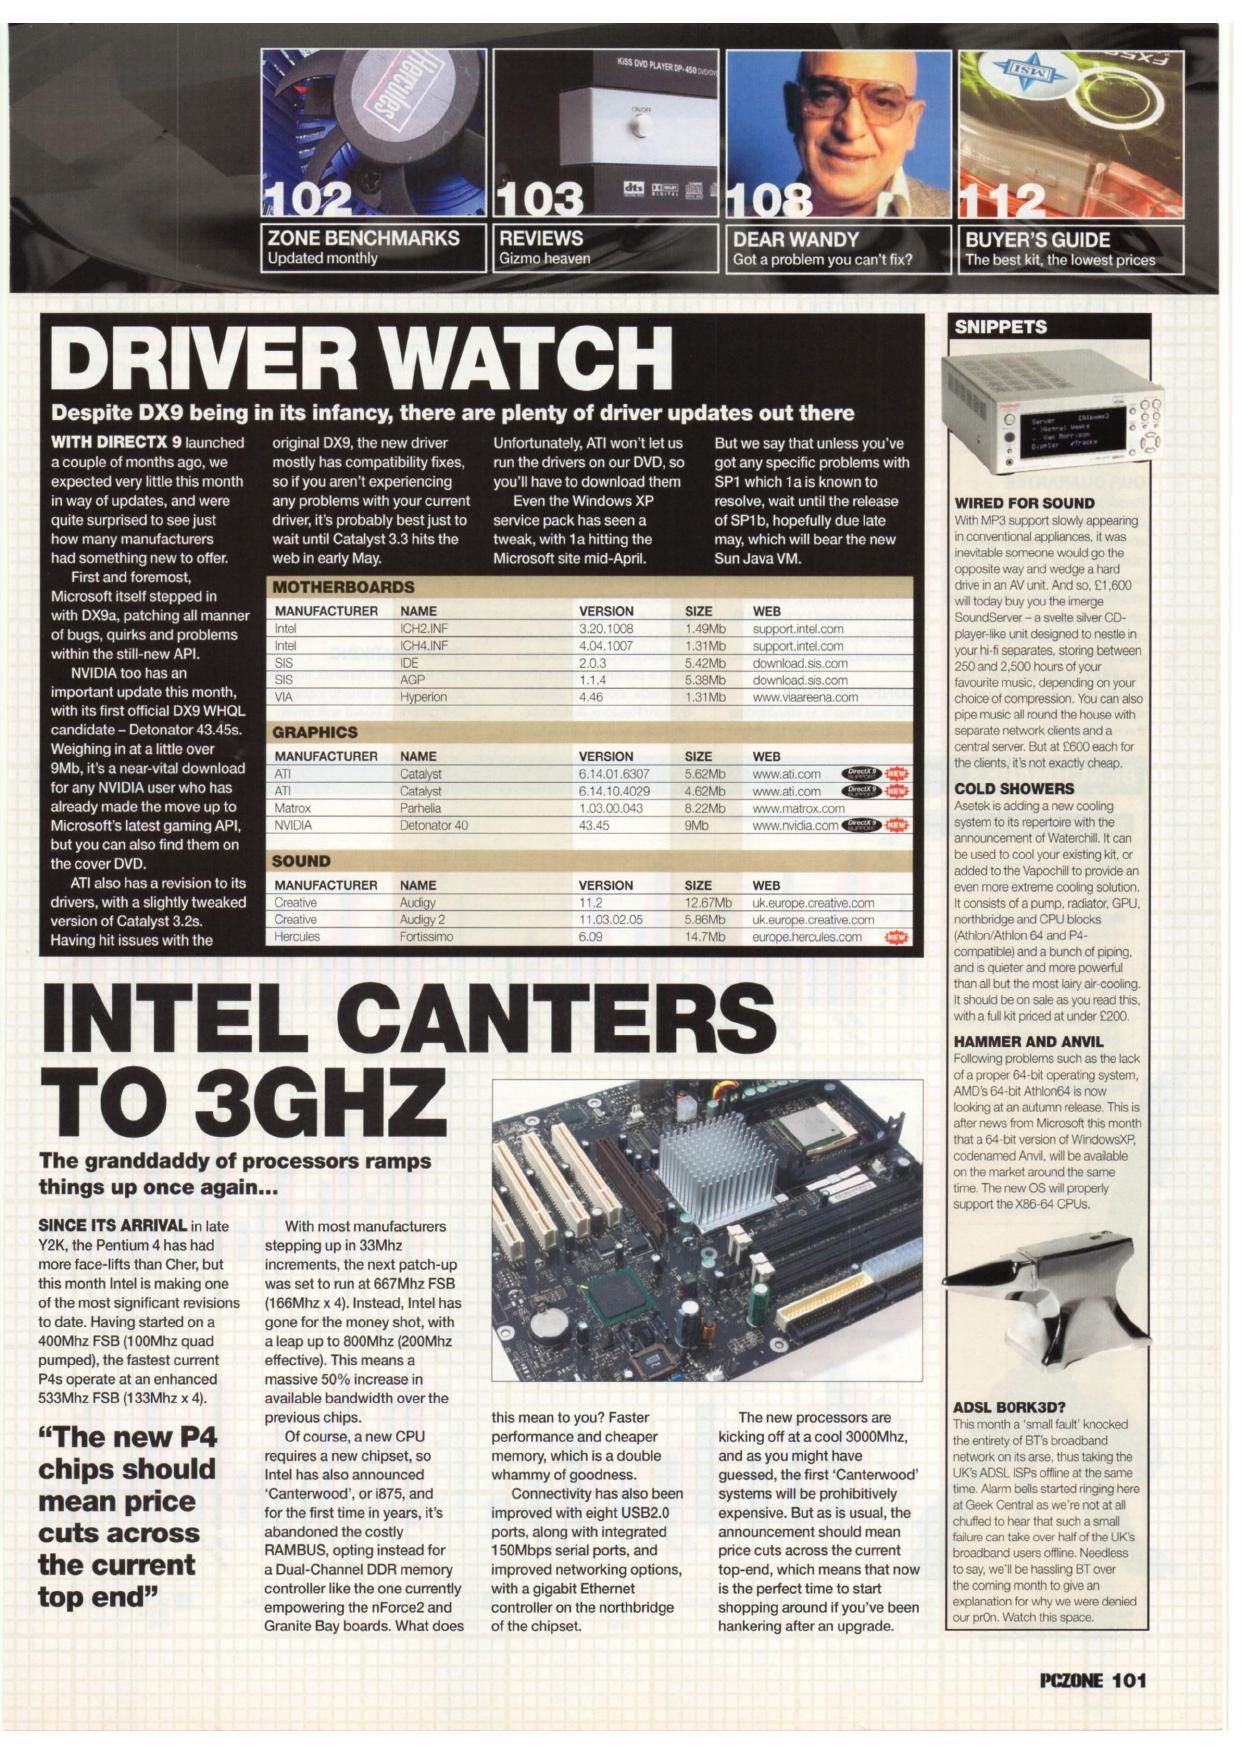 Hercules
102
ZONE BENCHMARKS
Updated monthly
KiSS DVD PLAYER DP-450
ON/OFF
dts
DIGITAL
103
REVIEWS
Gizmo heaven
108
DEAR WANDY
Got a problem you can't fix?
MSI
112
BUYER'S GUIDE
The best kit, the lowest prices
DRIVER WATCH
Despite DX9 being in its infancy, there are plenty of driver updates out there
WITH DIRECTX 9 launched
a couple of months ago, we
expected very little this month
in way of updates, and were
quite surprised to see just
how many manufacturers
had something new to offer.
First and foremost,
Microsoft itself stepped in
with DX9a, patching all manner
of bugs, quirks and problems
within the still-new API.
NVIDIA too has an
important update this month,
with its first official DX9 WHQL
candidate – Detonator 43.45s.
Weighing in at a little over
9Mb, it's a near-vital download
for any NVIDIA user who has
already made the move up to
Microsoft's latest gaming API,
but you can also find them on
the cover DVD.
ATI also has a revision to its
drivers, with a slightly tweaked
version of Catalyst 3.2s.
Having hit issues with the
original DX9, the new driver
mostly has compatibility fixes,
so if you aren't experiencing
any problems with your current
driver, it's probably best just to
wait until Catalyst 3.3 hits the
web in early May.
Unfortunately, ATI won't let us
run the drivers on our DVD, so
you'll have to download them
Even the Windows XP
service pack has seen a
tweak, with 1a hitting the
Microsoft site mid-April.
But we say that unless you've
got any specific problems with
SP1 which 1a is known to
resolve, wait until the release
of SP1b, hopefully due late
may, which will bear the new
Sun Java VM.
MOTHERBOARDS
MANUFACTURER NAME VERSION SIZE WEB
Intel ICH2.INF 3.20.1008 1.49Mb support.intel.com
Intel ICH4.INF 4.04.1007 1.31Mb support.intel.com
SIS IDE 2.0.3 5.42Mb download.sis.com
SIS AGP 1.1.4 5.38Mb download.sis.com
VIA Hyperion 4.46 1.31Mb www.viaareena.com
GRAPHICS
MANUFACTURER NAME VERSION SIZE WEB
ATI Catalyst 6.14.01.6307 5.62Mb www.ati.com DirectX 9 SUPPORT NEW
ATI Catalyst 6.14.10.4029 4.62Mb www.ati.com DirectX 9 SUPPORT NEW
Matrox Parhelia 1.03.00.043 8.22Mb www.matrox.com
NVIDIA Detonator 40 43.45 9Mb www.nvidia.com DirectX 9 SUPPORT NEW
SOUND
MANUFACTURER NAME VERSION SIZE WEB
Creative Audigy 11.2 12.67Mb uk.europe.creative.com
Creative Audigy 2 11.03.02.05 5.86Mb uk.europe.creative.com
Hercules Fortissimo 6.09 14.7Mb europe.hercules.com NEW
INTEL CANTERS
TO 3GHZ
The granddaddy of processors ramps
things up once again...
SINCE ITS ARRIVAL in late
Y2K, the Pentium 4 has had
more face-lifts than Cher, but
this month Intel is making one
of the most significant revisions
to date. Having started on a
400Mhz FSB (100Mhz quad
pumped), the fastest current
P4s operate at an enhanced
533Mhz FSB (133Mhz x 4).
"The new P4
chips should
mean price
cuts across
the current
top end"
With most manufacturers
stepping up in 33Mhz
increments, the next patch-up
was set to run at 667Mhz FSB
(166Mhz x 4). Instead, Intel has
gone for the money shot, with
a leap up to 800Mhz (200Mhz
effective). This means a
massive 50% increase in
available bandwidth over the
previous chips.
Of course, a new CPU
requires a new chipset, so
Intel has also announced
'Canterwood', or i875, and
for the first time in years, it's
abandoned the costly
RAMBUS, opting instead for
a Dual-Channel DDR memory
controller like the one currently
empowering the nForce2 and
Granite Bay boards. What does
this mean to you? Faster
performance and cheaper
memory, which is a double
whammy of goodness.
Connectivity has also been
improved with eight USB2.0
ports, along with integrated
150Mbps serial ports, and
improved networking options,
with a gigabit Ethernet
controller on the northbridge
of the chipset.
The new processors are
kicking off at a cool 3000Mhz,
and as you might have
guessed, the first 'Canterwood'
systems will be prohibitively
expensive. But as is usual, the
announcement should mean
price cuts across the current
top-end, which means that now
is the perfect time to start
shopping around if you've been
hankering after an upgrade.
SNIPPETS
Server [Albums]
Van Morrison
WIRED FOR SOUND
With MP3 support slowly appearing
in conventional appliances, it was
inevitable someone would go the
opposite way and wedge a hard
drive in an AV unit. And so, £1,600
will today buy you the imerge
SoundServer – a svelte silver CD-
player-like unit designed to nestle in
your hi-fi separates, storing between
250 and 2,500 hours of your
favourite music, depending on your
choice of compression. You can also
pipe music all round the house with
separate network clients and a
central server. But at £600 each for
the clients, it's not exactly cheap.
COLD SHOWERS
Asetek is adding a new cooling
system to its repertoire with the
announcement of Waterchill. It can
be used to cool your existing kit, or
added to the Vapochill to provide an
even more extreme cooling solution.
It consists of a pump, radiator, GPU,
northbridge and CPU blocks
(Athlon/Athlon 64 and P4-
compatible) and a bunch of piping,
and is quieter and more powerful
than all but the most lairy air-cooling.
It should be on sale as you read this,
with a full kit priced at under £200.
HAMMER AND ANVIL
Following problems such as the lack
of a proper 64-bit operating system,
AMD's 64-bit Athlon64 is now
looking at an autumn release. This is
after news from Microsoft this month
that a 64-bit version of WindowsXP,
codenamed Anvil, will be available
on the market around the same
time. The new OS will properly
support the X86-64 CPUs.
ADSL B0RK3D?
This month a 'small fault' knocked
the entirety of BT's broadband
network on its arse, thus taking the
UK's ADSL ISPs offline at the same
time. Alarm bells started ringing here
at Geek Central as we're not at all
chuffed to hear that such a small
failure can take over half of the UK's
broadband users offline. Needless
to say, we'll be hassling BT over
the coming month to give an
explanation for why we were denied
our pr0n. Watch this space.
PCZONE 101